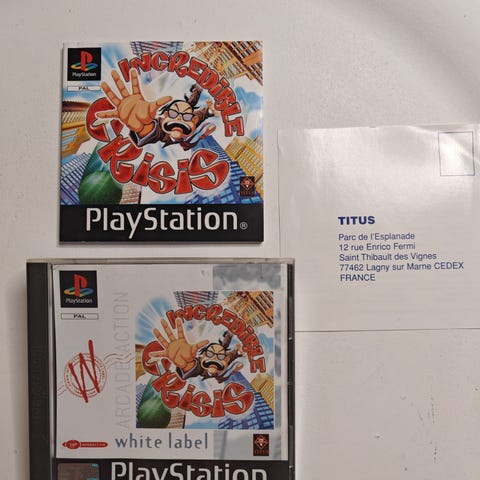 PlayStation
PAL
INCREDIBLE
CRISIS
PlayStation®
TITUS
Parc de l'Esplanade
12 rue Enrico Fermi
Saint Thibault des Vignes
77462 Lagny sur Marne CEDEX
FRANCE
PlayStation
PAL
ARCADE/ACTION
INCREDIBLE
CRISIS
W
white label
PlayStation